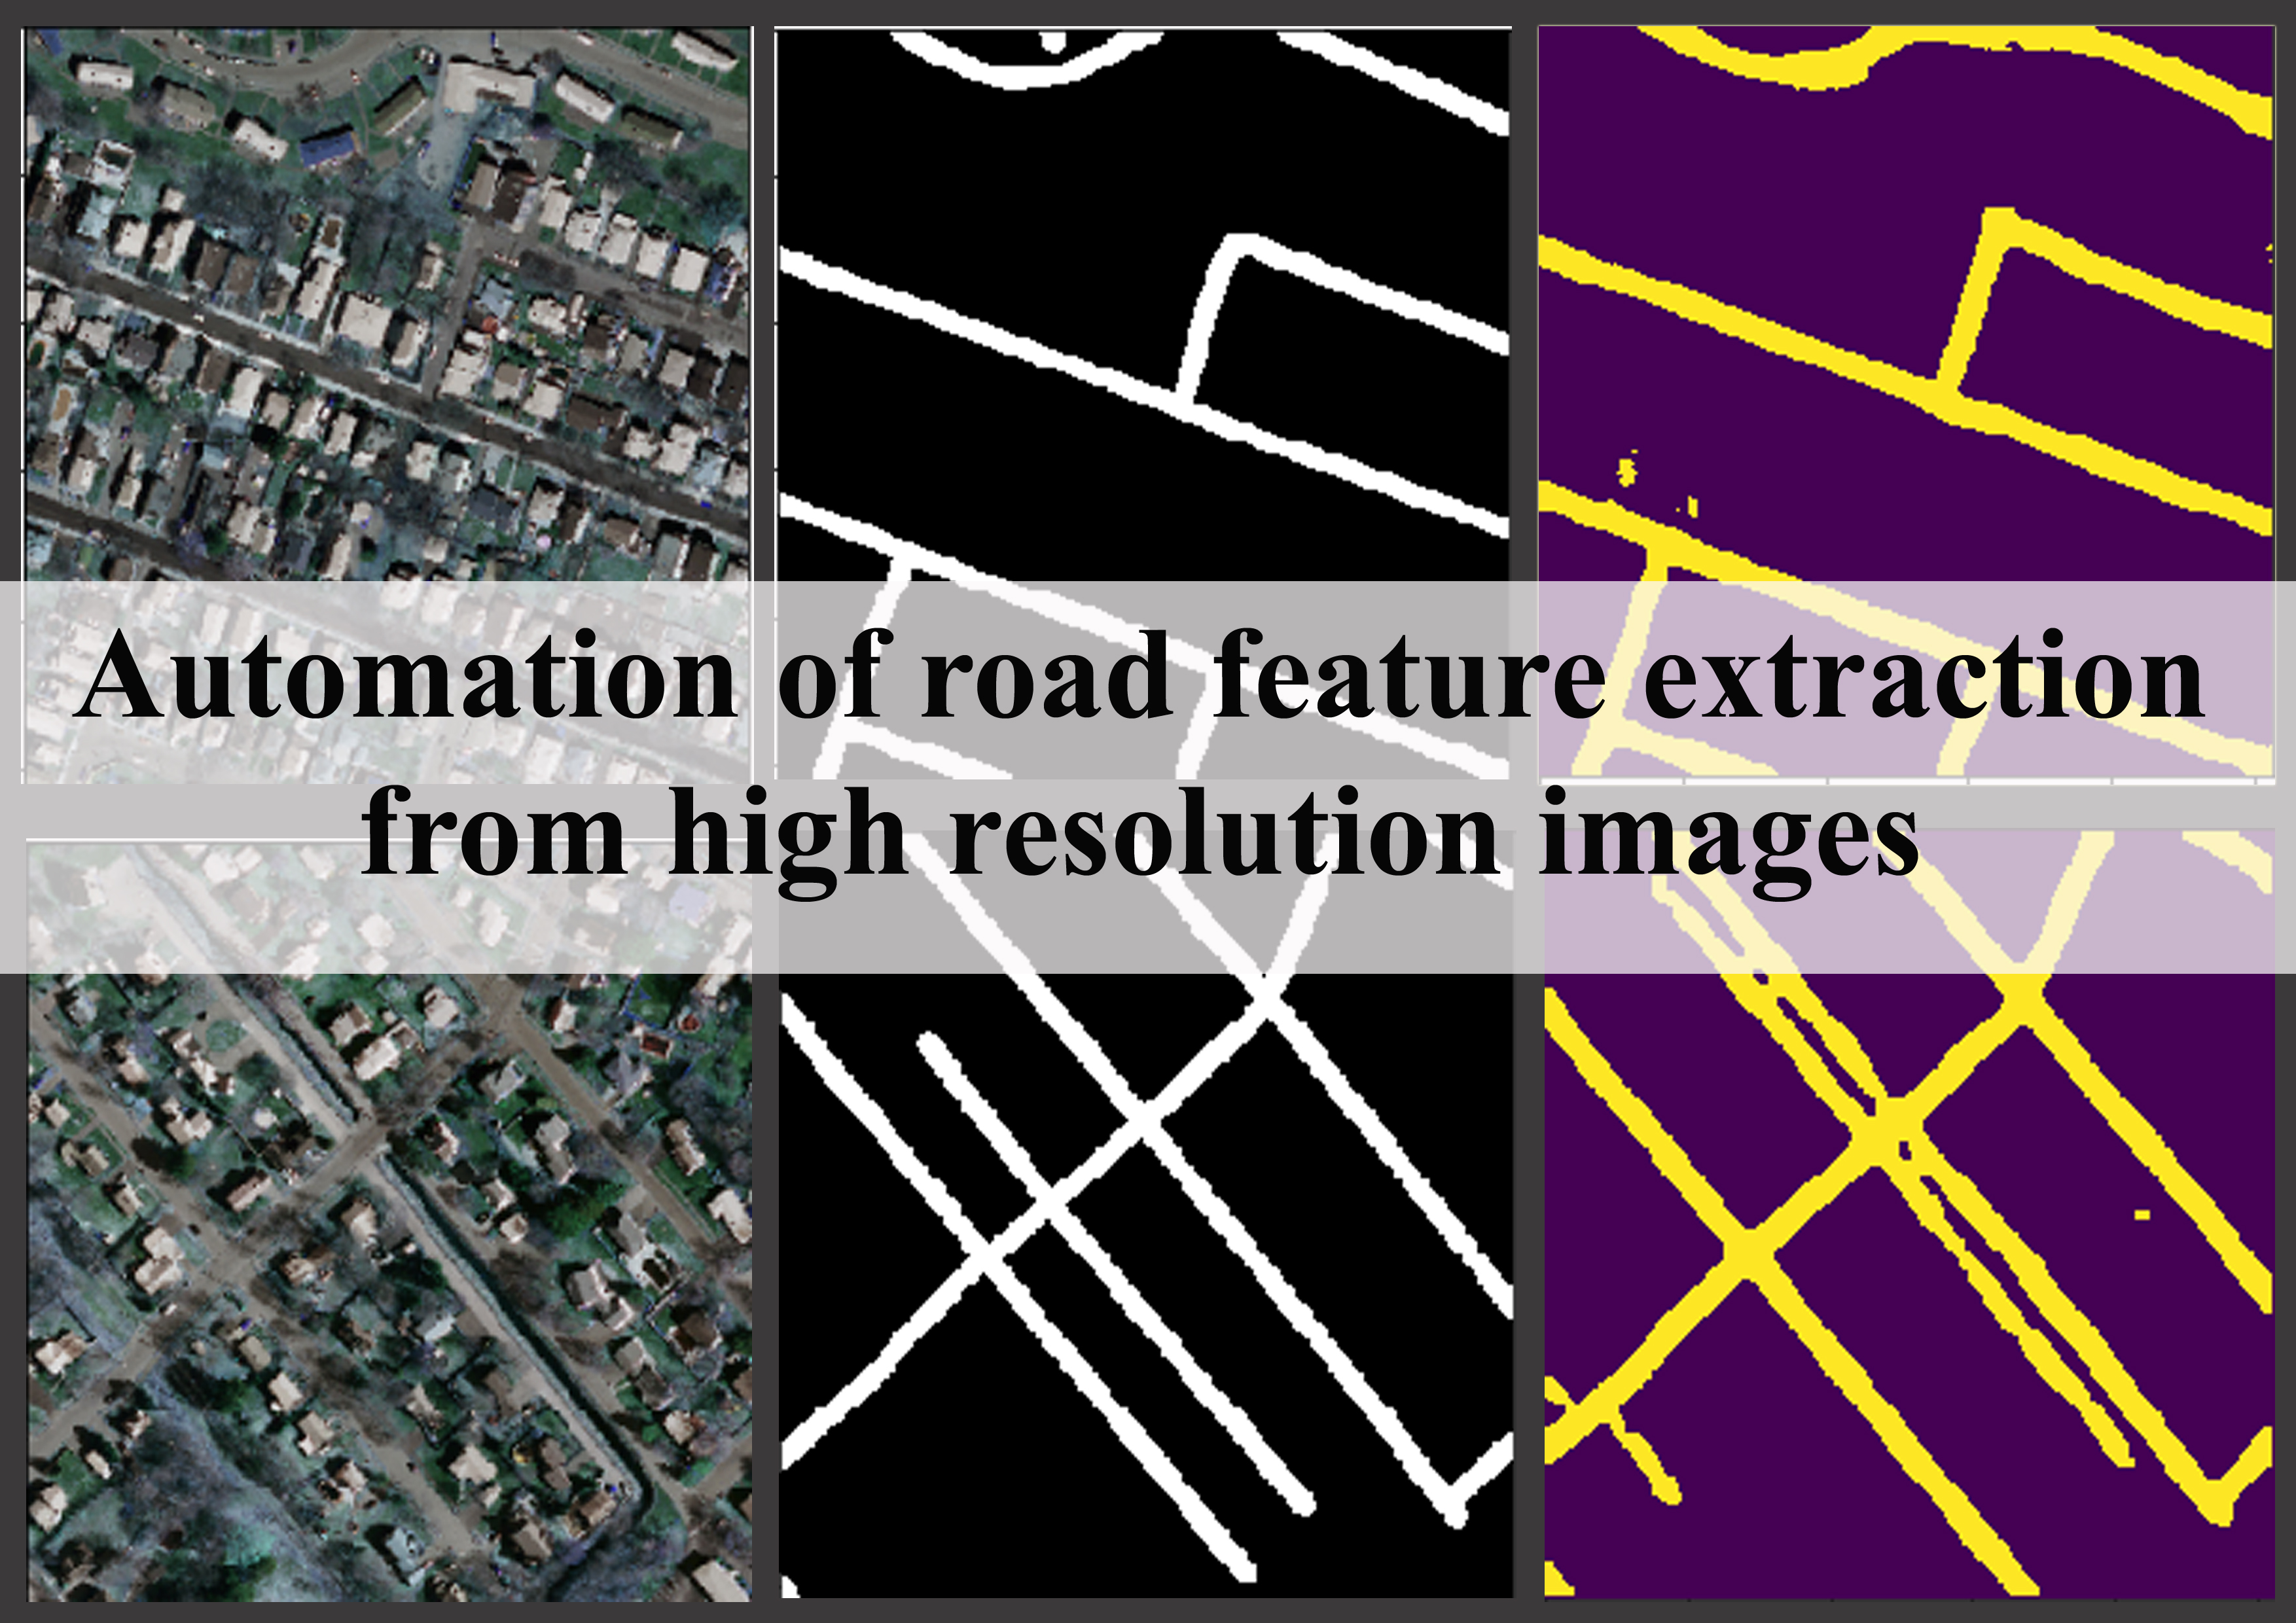 Automation of road feature extraction
from high resolution images